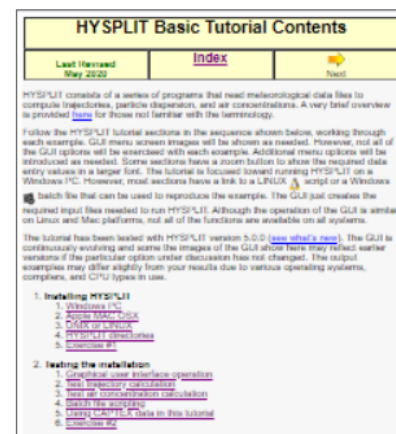 HYSPLIT Basic Tutorial Contents
Last Revised
May 2020
Index
Next
HYSPLIT consists of a series of programs that read meteorological data files to
compute trajectories, particle dispersion, and air concentrations. A very brief overview
is provided here for those not familiar with the terminology.
Follow the HYSPLIT tutorial sections in the sequence shown below, working through
each example. GUI menu screen images will be shown as needed. However, not all of
the GUI options will be exercised with each example. Additional menu options will be
introduced as needed. Some sections have a zoom button to show the required data
entry values in a larger font. The tutorial is focused toward running HYSPLIT on a
Windows PC. However, most sections have a link to a LINUX script or a Windows
batch file that can be used to reproduce the example. The GUI just creates the
required input files needed to run HYSPLIT. Although the operation of the GUI is similar
on Linux and Mac platforms, not all of the functions are available on all systems.
The tutorial has been tested with HYSPLIT version 5.0.0 (see what's new). The GUI is
continuously evolving and some the images of the GUI show here may reflect earlier
versions if the particular option under discussion has not changed. The output
examples may differ slightly from your results due to various operating systems,
compilers, and CPU types in use.
1. Installing HYSPLIT
1. Windows PC
2. Apple MAC OSX
3. UNIX or LINUX
4. HYSPLIT directories
5. Exercise #1
2. Testing the installation
1. Graphical user interface operation
2. Test trajectory calculation
3. Test air concentration calculation
4. Batch file scripting
5. Using CAPTEX data in this tutorial
6. Exercise #2